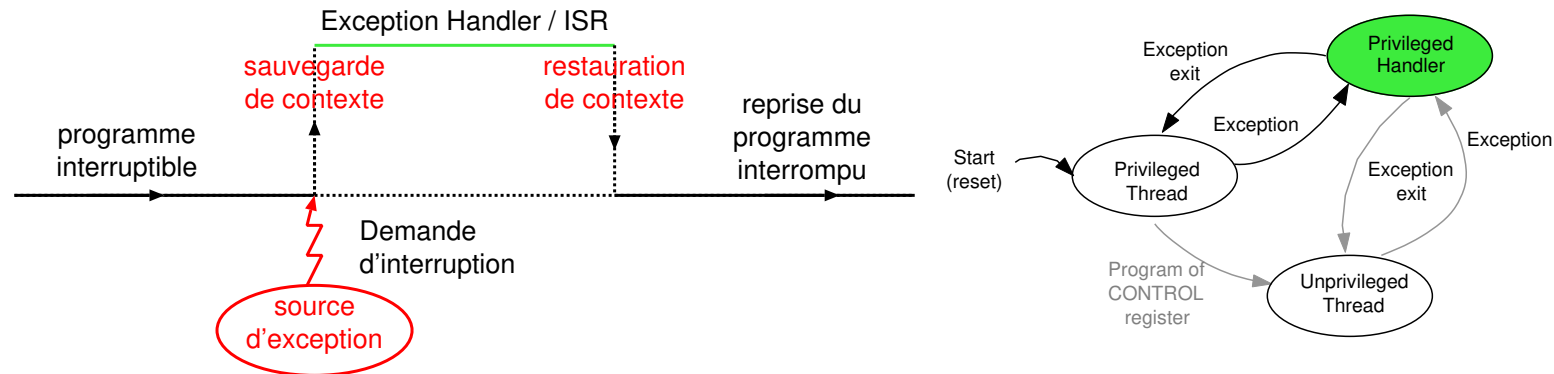 Exception Handler / ISR
sauvegarde
de contexte
restauration
de contexte
programme
interruptible
reprise du
programme
interrompu
Demande
d'interruption
source
d'exception
Privileged
Handler
Exception
exit
Exception
Exception
Start
(reset)
Privileged
Thread
Exception
exit
Program of
CONTROL
register
Unprivileged
Thread